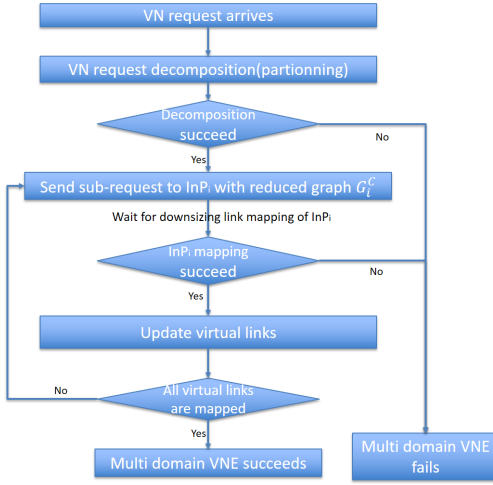 VN request arrives
VN request decomposition(partionning)
Decomposition
succeed
No
Yes
Send sub-request to InPᵢ with reduced graph $G_i^C$
Wait for downsizing link mapping of InPᵢ
InPᵢ mapping
succeed
No
Yes
Update virtual links
All virtual links
are mapped
No
Yes
Multi domain VNE succeeds
Multi domain VNE
fails